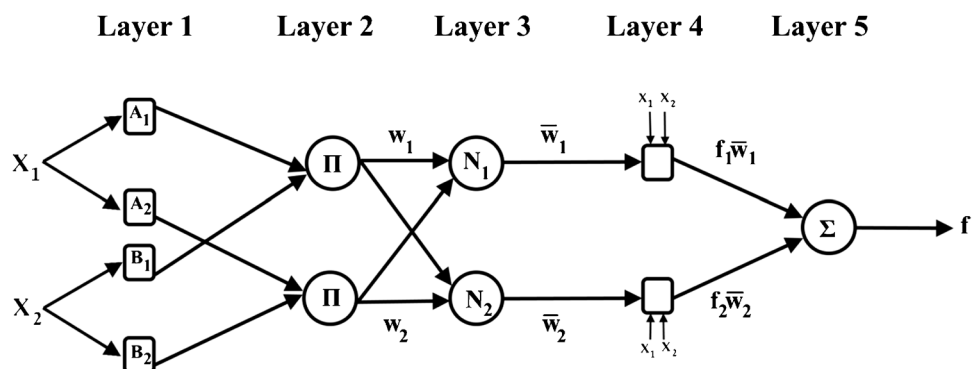 Layer 1 Layer 2 Layer 3 Layer 4 Layer 5
x₁ x₂
A₁
w₁ w̅₁ f₁w̅₁
X₁ Π N₁
A₂
Σ f
B₁
X₂ Π N₂
w₂ w̅₂ f₂w̅₂
B₂
x₁ x₂